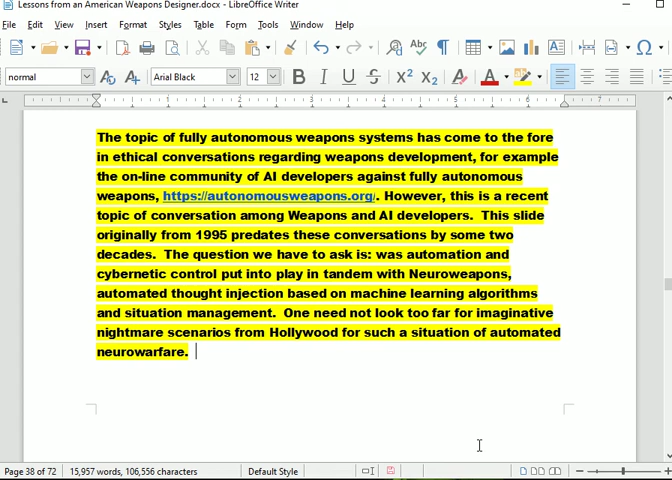 Lessons from an American Weapons Designer.docx - LibreOffice Writer
File Edit View Insert Format Styles Table Form Tools Window Help
normal Arial Black 12
1 2 3 4 5 6 7
The topic of fully autonomous weapons systems has come to the fore
in ethical conversations regarding weapons development, for example
the on-line community of AI developers against fully autonomous
weapons, https://autonomousweapons.org/. However, this is a recent
topic of conversation among Weapons and AI developers. This slide
originally from 1995 predates these conversations by some two
decades. The question we have to ask is: was automation and
cybernetic control put into play in tandem with Neuroweapons,
automated thought injection based on machine learning algorithms
and situation management. One need not look too far for imaginative
nightmare scenarios from Hollywood for such a situation of automated
neurowarfare.
Page 38 of 72 15,957 words, 106,556 characters Default Style